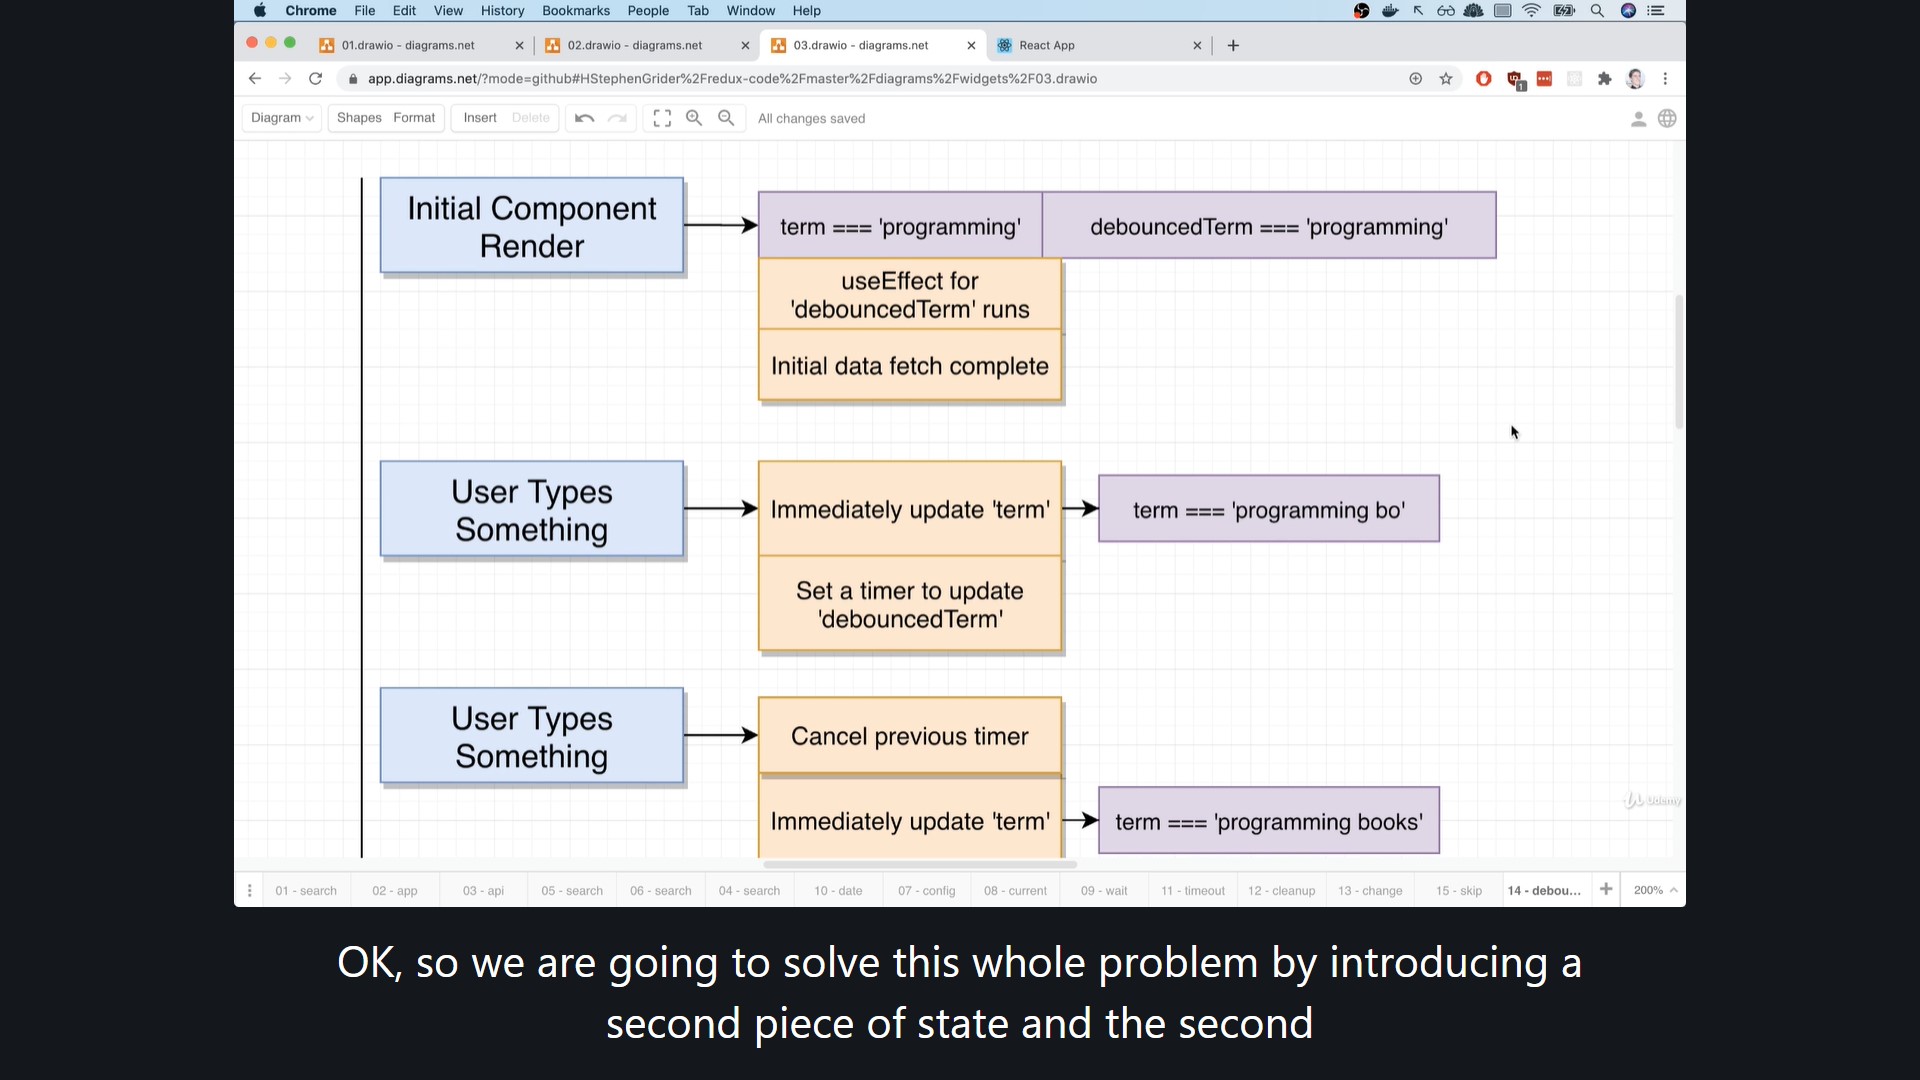 Chrome File Edit View History Bookmarks People Tab Window Help
01.drawio - diagrams.net
02.drawio - diagrams.net
03.drawio - diagrams.net
React App
app.diagrams.net/?mode=github#HStephenGrider%2Fredux-code%2Fmaster%2Fdiagrams%2Fwidgets%2F03.drawio
1
Diagram Shapes Format Insert Delete All changes saved
Initial Component
Render
term === 'programming'
debouncedTerm === 'programming'
useEffect for
'debouncedTerm' runs
Initial data fetch complete
User Types
Something
Immediately update 'term'
term === 'programming bo'
Set a timer to update
'debouncedTerm'
User Types
Something
Cancel previous timer
Immediately update 'term'
term === 'programming books'
Udemy
01 - search 02 - app 03 - api 05 - search 06 - search 04 - search 10 - date 07 - config 08 - current 09 - wait 11 - timeout 12 - cleanup 13 - change 15 - skip 14 - debou... 200%
OK, so we are going to solve this whole problem by introducing a
second piece of state and the second